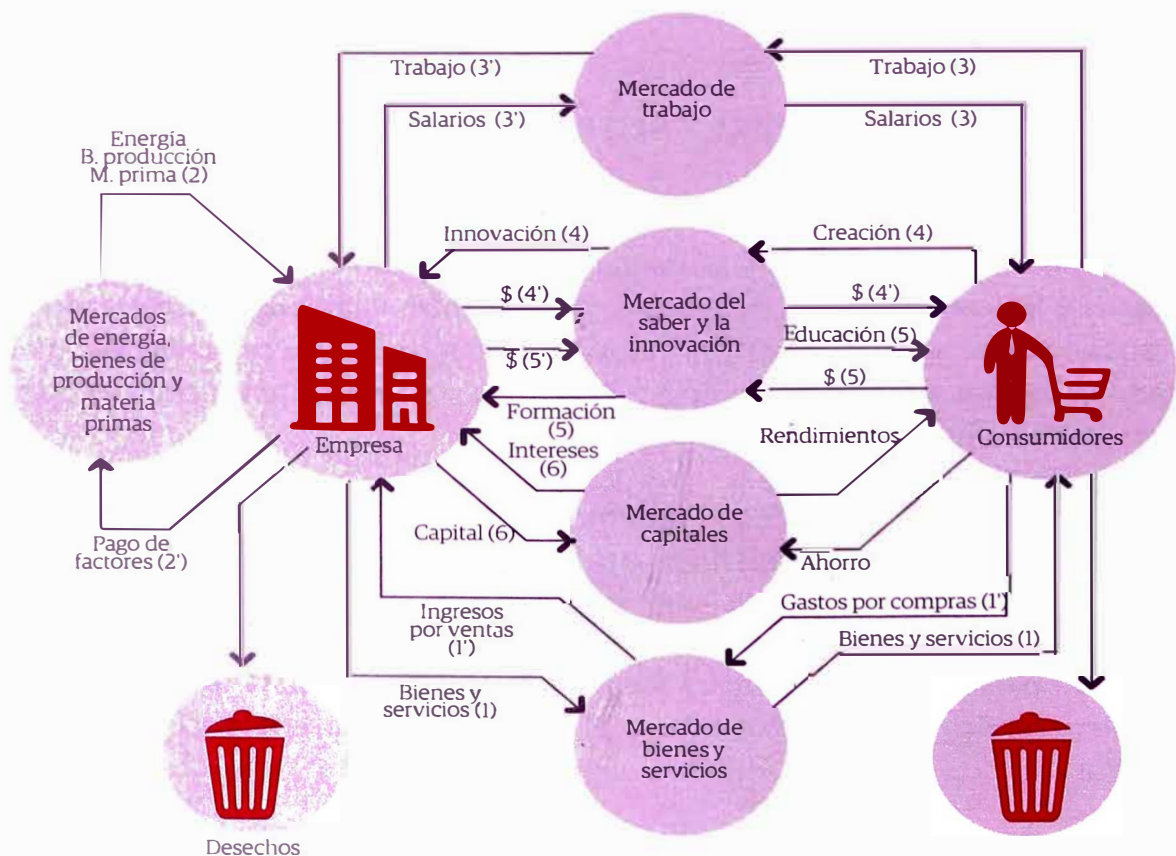 Trabajo (3')
Trabajo (3)
Mercado de
trabajo
Salarios (3')
Salarios (3)
Energía
B. producción
M. prima (2)
Innovación (4)
Creación (4)
$ (4')
$ (4')
Mercado del
saber y la
innovación
Educación (5)
$ (5')
$ (5)
Mercados
de energía,
bienes de
producción y
materia
primas
Empresa
Formación
(5)
Intereses
(6)
Rendimientos
Consumidores
Mercado de
capitales
Capital (6)
Ahorro
Pago de
factores (2')
Ingresos
por ventas
(1')
Gastos por compras (1')
Bienes y servicios (1)
Bienes y
servicios (1)
Mercado de
bienes y
servicios
Desechos